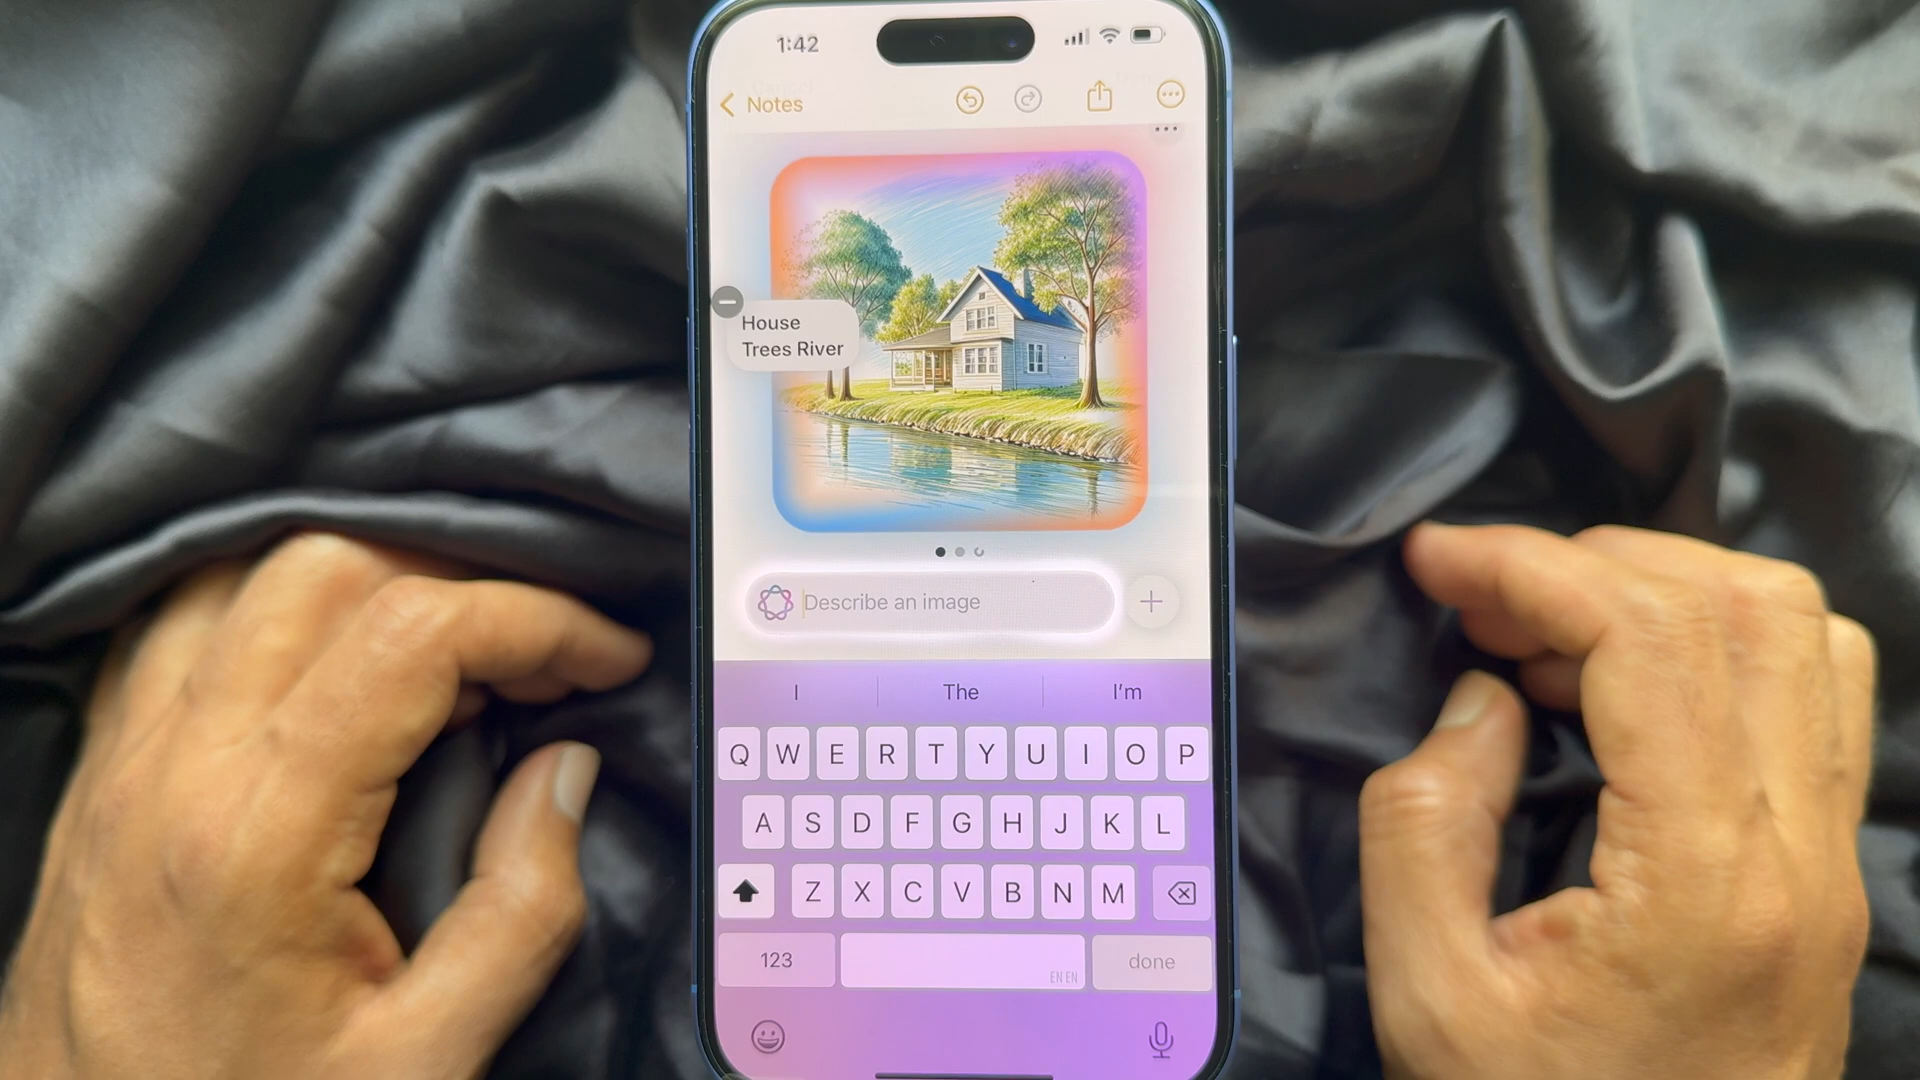 1:42
Notes
House
Trees River
Describe an image
I The I'm
Q W E R T Y U I O P
A S D F G H J K L
Z X C V B N M
123 EN EN done